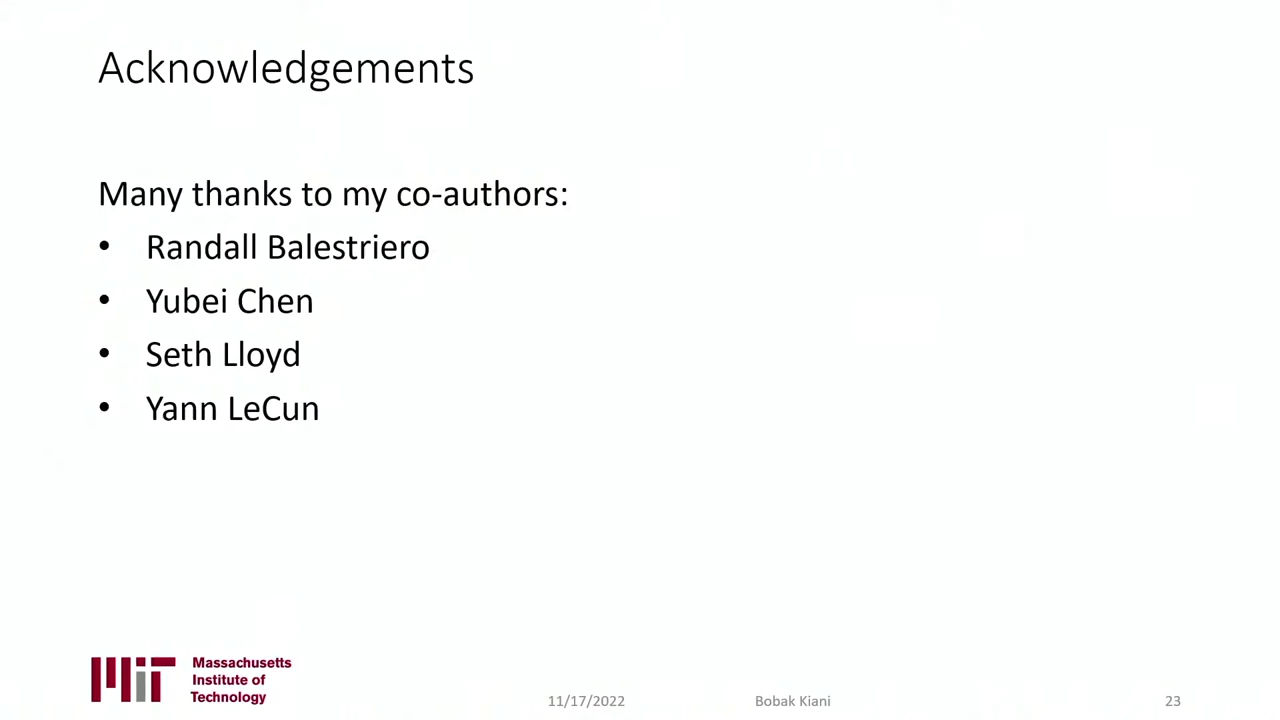 Acknowledgements
Many thanks to my co-authors:
• Randall Balestriero
• Yubei Chen
• Seth Lloyd
• Yann LeCun
MIT
Massachusetts
Institute of
Technology
11/17/2022
Bobak Kiani
23